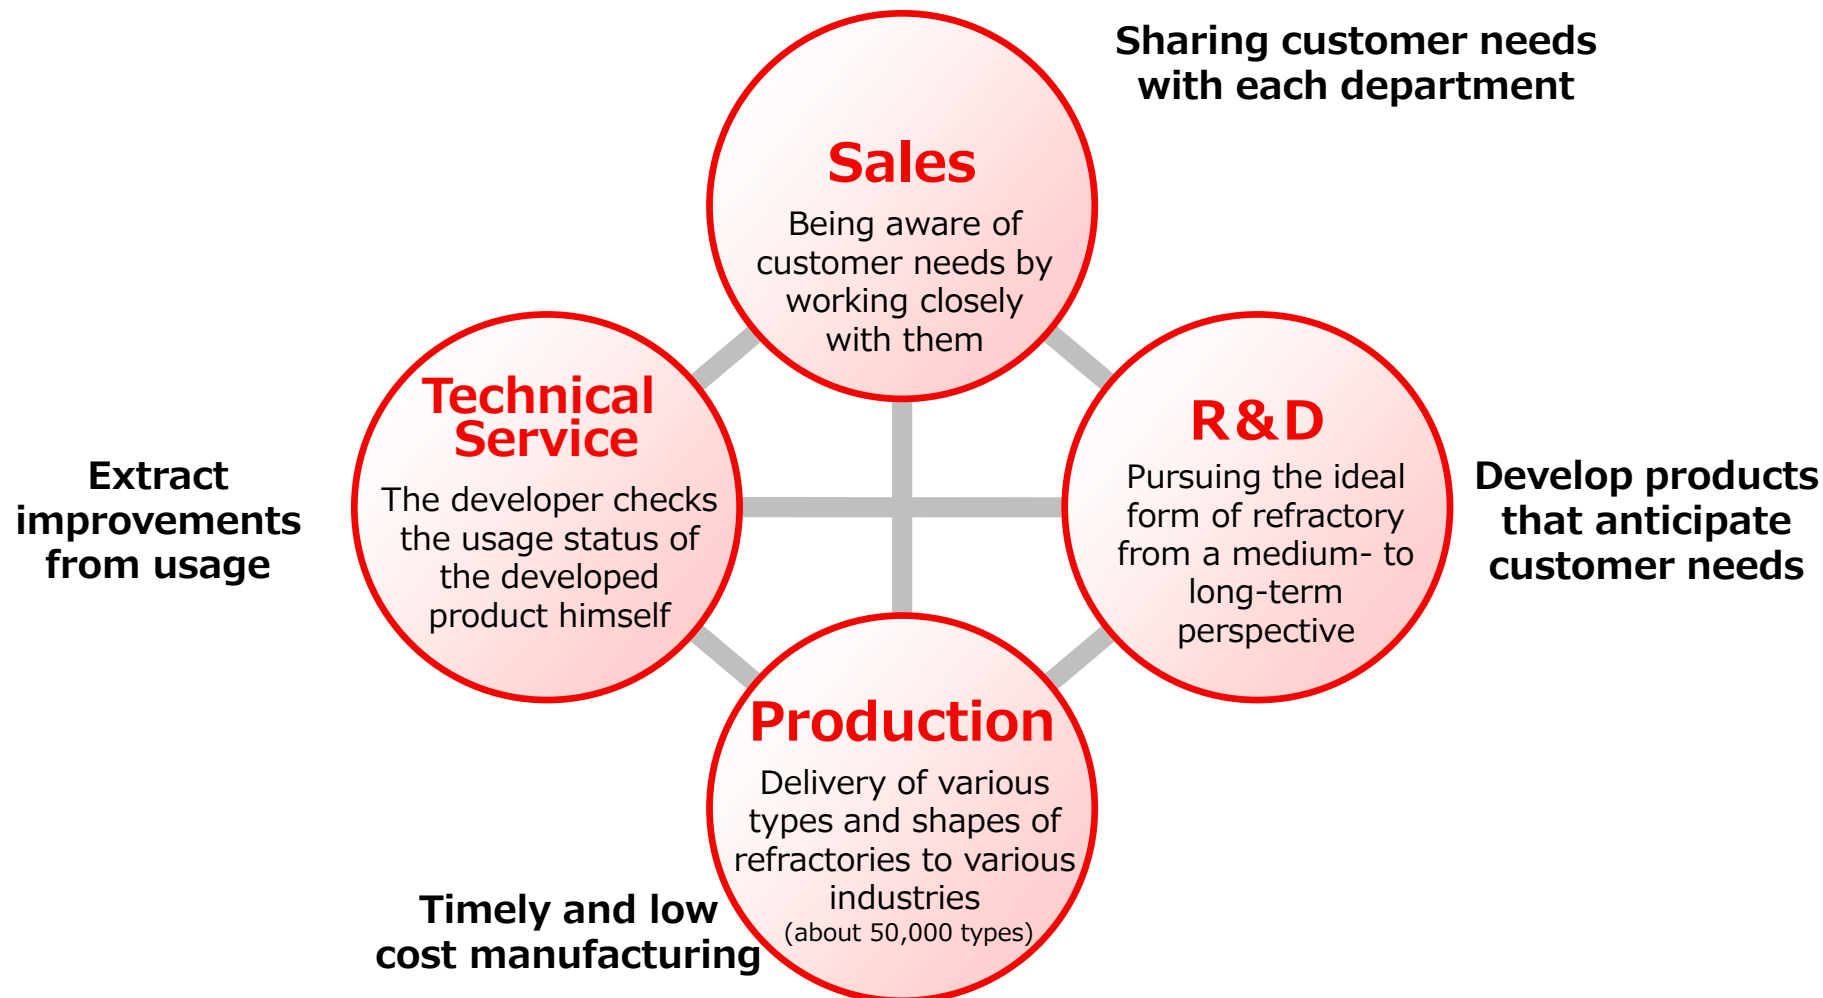 Sharing customer needs
with each department
Sales
Being aware of
customer needs by
working closely
with them
Technical
Service
The developer checks
the usage status of
the developed
product himself
Extract
improvements
from usage
R&D
Pursuing the ideal
form of refractory
from a medium- to
long-term
perspective
Develop products
that anticipate
customer needs
Production
Delivery of various
types and shapes of
refractories to various
industries
(about 50,000 types)
Timely and low
cost manufacturing